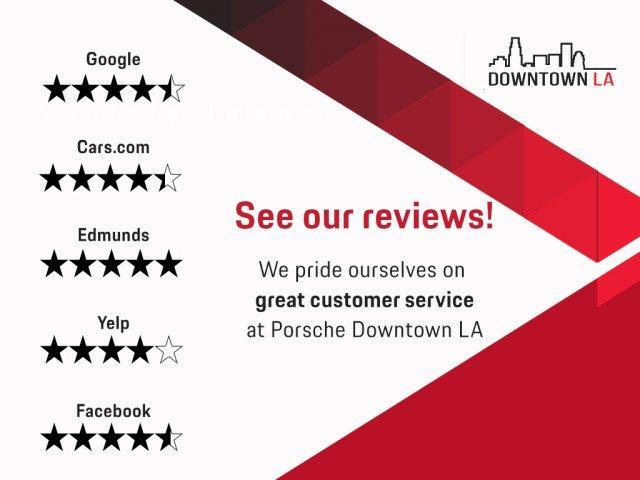 Google
Cars.com
Edmunds
Yelp
Facebook
DOWNTOWN LA
See our reviews!
We pride ourselves on
great customer service
at Porsche Downtown LA